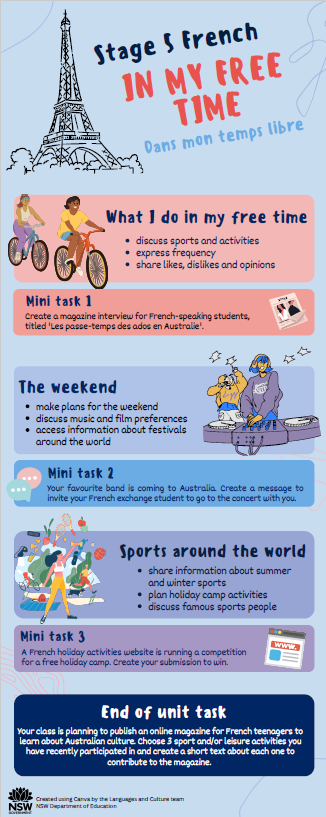 Stage 5 French
IN MY FREE
TIME
Dans mon temps libre
What I do in my free time
• discuss sports and activities
• express frequency
• share likes, dislikes and opinions
Mini task 1
Create a magazine interview for French-speaking students,
titled 'Les passe-temps des ados en Australie'.
The weekend
• make plans for the weekend
• discuss music and film preferences
• access information about festivals
around the world
Mini task 2
Your favourite band is coming to Australia. Create a message to
invite your French exchange student to go to the concert with you.
Sports around the world
• share information about summer
and winter sports
• plan holiday camp activities
• discuss famous sports people
Mini task 3
A French holiday activities website is running a competition
for a free holiday camp. Create your submission to win.
WWW
End of unit task
Your class is planning to publish an online magazine for French teenagers to
learn about Australian culture. Choose 3 sport and/or leisure activities you
have recently participated in and create a short text about each one to
contribute to the magazine.
NSW
GOVERNMENT
Created using Canva by the Languages and Culture team
NSW Department of Education